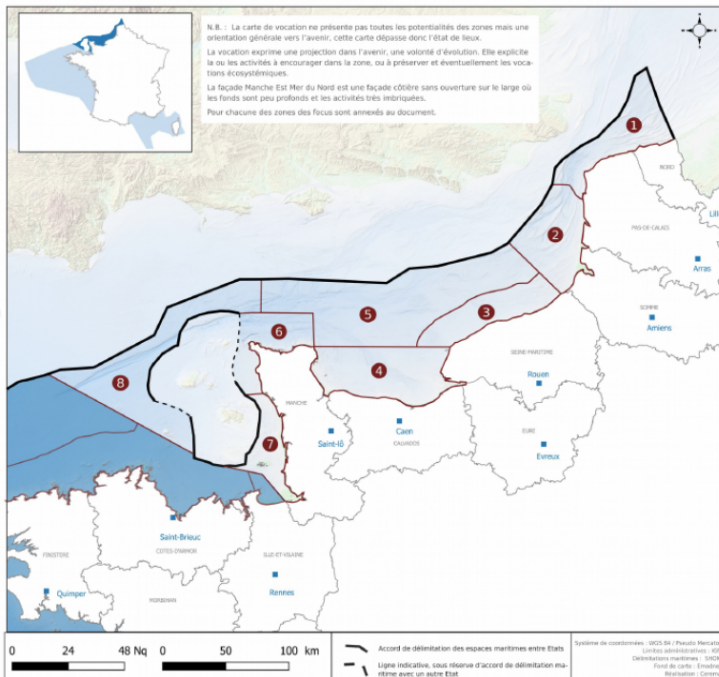 N.B. : La carte de vocation ne présente pas toutes les potentialités des zones mais une
orientation générale vers l'avenir, cette carte dépasse donc l'état de lieux.
La vocation exprime une projection dans l'avenir, une volonté d'évolution. Elle explicite
la ou les activités à encourager dans la zone, ou à préserver et éventuellement les voca-
tions écosystémiques.
La façade Manche Est Mer du Nord est une façade côtière sans ouverture sur le large où
les fonds sont peu profonds et les activités très imbriquées.
Pour chacune des zones des focus sont annexés au document.
1
NORD
Lill
2
PAS-DE-CALAIS
Arras
5
3
SOMME
Amiens
6
SEINE-MARITIME
4
Rouen
8
MANCHE
EURE
7
Saint-lô
Caen
CALVADOS
Evreux
Saint-Brieuc
COTES-D'ARMOR
FINISTERE
ILLE-ET-VILAINE
Rennes
Quimper
MORBIHAN
0 24 48 Nq
0 50 100 km
Accord de délimitation des espaces maritimes entre Etats
Ligne indicative, sous réserve d'accord de délimitation ma-
ritime avec un autre Etat
Système de coordonnées : WGS 84 / Pseudo Mercato
Limites administratives : IGN
Délimitations maritimes : SHOM
Fond de carte : Emodne
Réalisation : Cerema